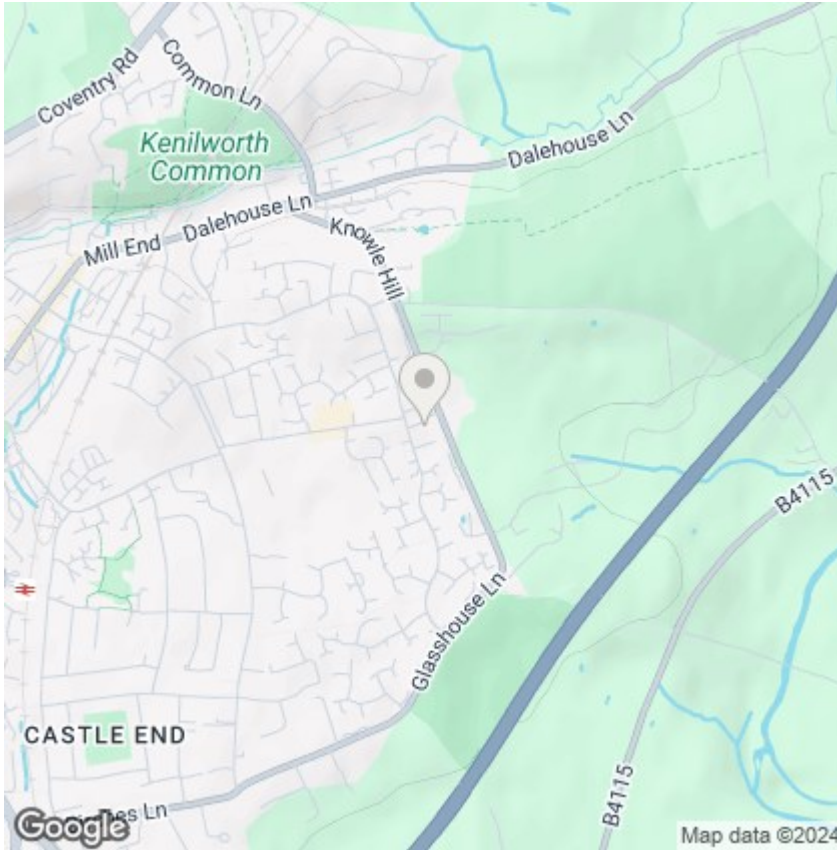 Coventry Rd
Common Ln
Kenilworth
Common
Dalehouse Ln
Mill End
Dalehouse Ln
Knowle Hill
B4115
Glasshouse Ln
CASTLE END
B4115
Ln
Google
Map data ©2024